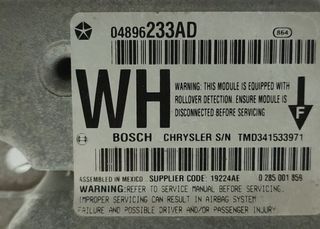 04896233AD
864
WH
WARNING: THIS MODULE IS EQUIPPED WITH
ROLLOVER DETECTION. ENSURE MODULE IS
DISCONNECTED BEFORE SERVICING
F
BOSCH CHRYSLER S/N TMD341533971
ASSEMBLED IN MEXICO SUPPLIER CODE: 19224AE 0 285 001 856
WARNING:REFER TO SERVICE MANUAL BEFORE SERVICING.
IMPROPER SERVICING CAN RESULT IN AIRBAG SYSTEM
FAILURE AND POSSIBLE DRIVER AND/OR PASSENGER INJURY